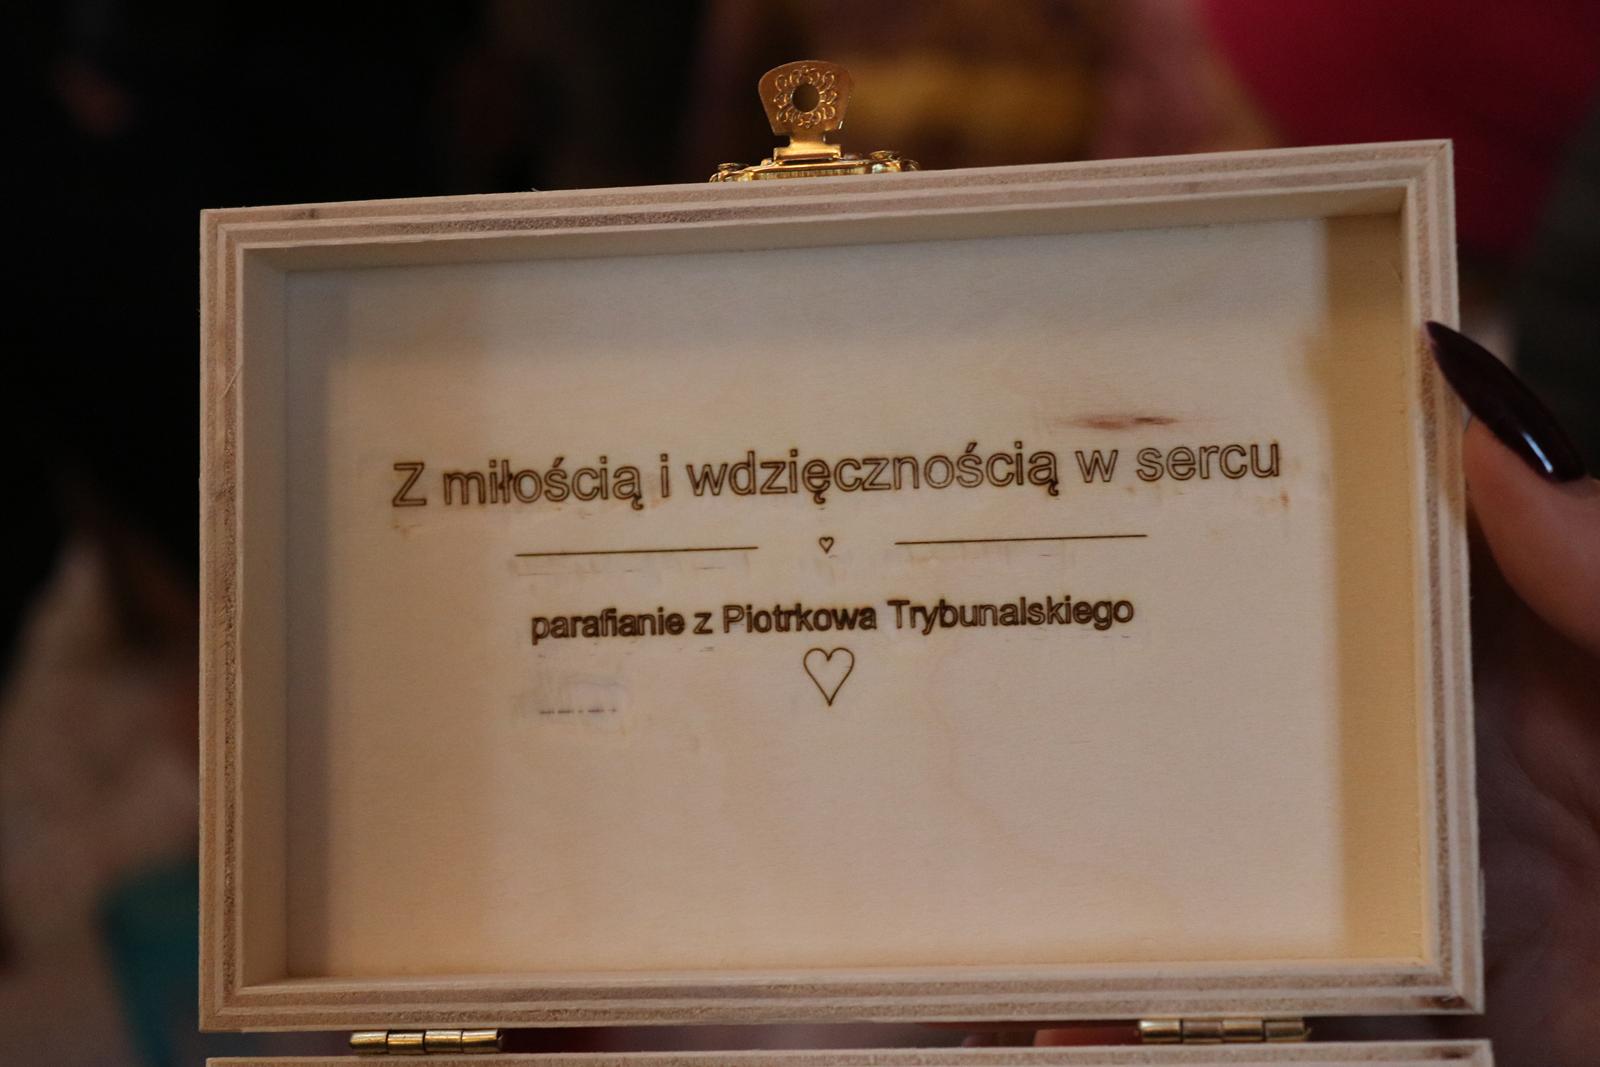 Z miłością i wdzięcznością w sercu
parafianie z Piotrkowa Trybunalskiego